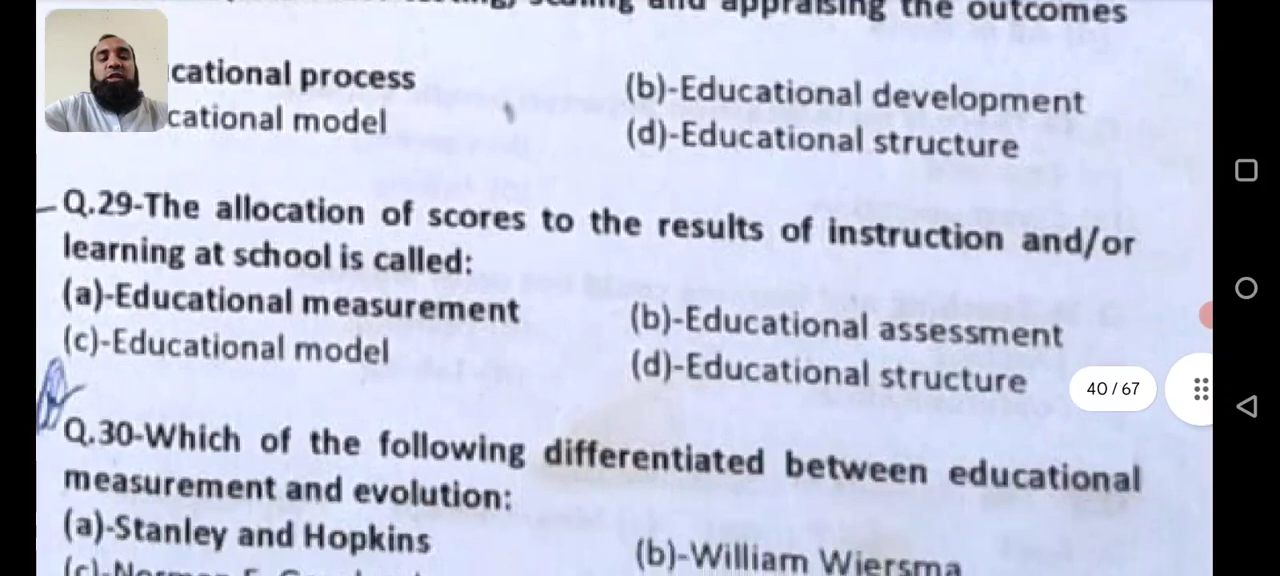 and appraising the outcomes
cational process
(b)-Educational development
cational model
(d)-Educational structure
Q.29-The allocation of scores to the results of instruction and/or
learning at school is called:
(a)-Educational measurement
(b)-Educational assessment
(c)-Educational model
(d)-Educational structure
40 / 67
Q.30-Which of the following differentiated between educational
measurement and evolution:
(a)-Stanley and Hopkins
(b)-William Wiersma